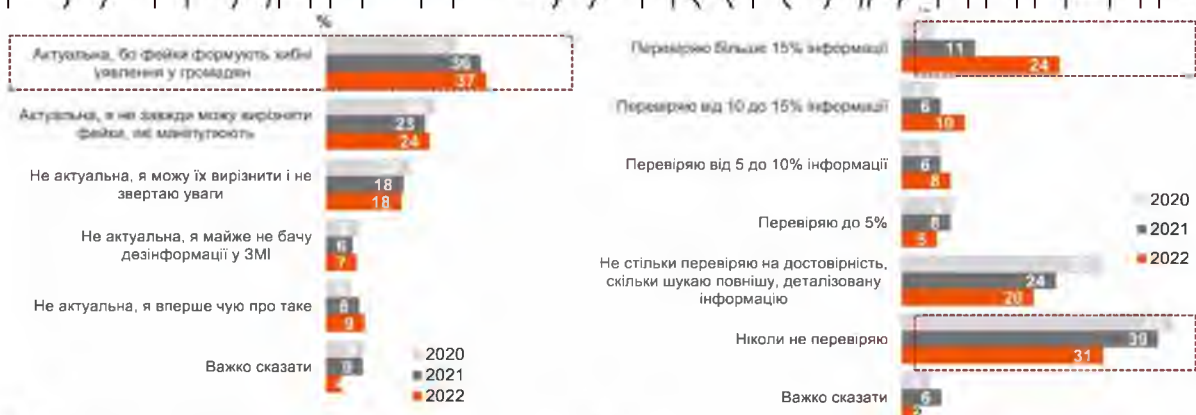 %
Актуальна, бо фейки формують хибні
уявлення у громадян
36
37
Актуальна, я не завжди можу вирізнити
фейки, які маніпулюють
23
24
Не актуальна, я можу їх вирізнити і не
звертаю уваги
18
18
Не актуальна, я майже не бачу
дезінформації у ЗМІ
6
7
Не актуальна, я вперше чую про таке
8
9
Важко сказати
2020
2021
2022
Перевіряю більше 15% інформації
11
24
Перевіряю від 10 до 15% інформації
6
10
Перевіряю від 5 до 10% інформації
6
8
Перевіряю до 5%
5
2020
2021
2022
Не стільки перевіряю на достовірність,
скільки шукаю повнішу, деталізовану
інформацію
24
20
Ніколи не перевіряю
39
31
Важко сказати
6
2